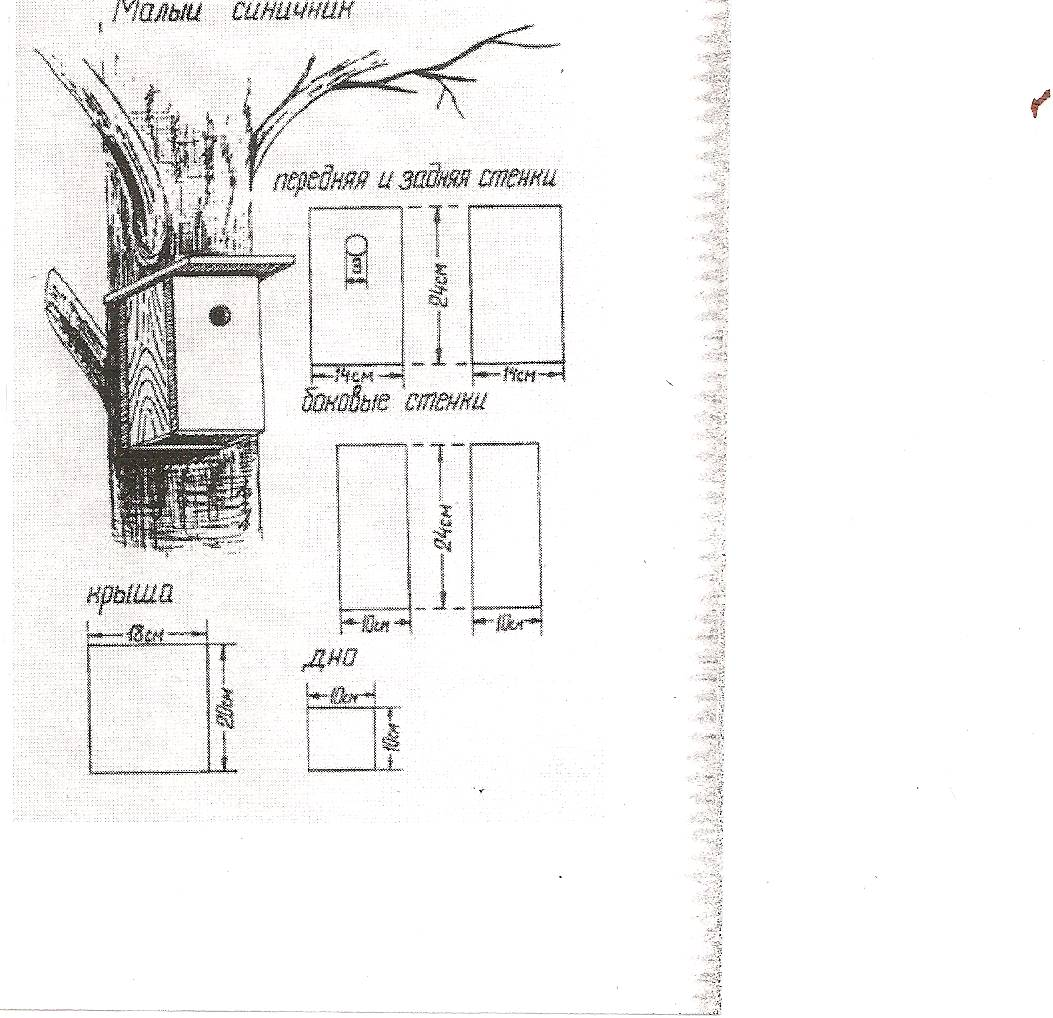 Малый синичник
передняя и задняя стенки
24см
14см 14см
боковые стенки
24см
10см 10см
крыша
18см
20см
дно
10см
10см